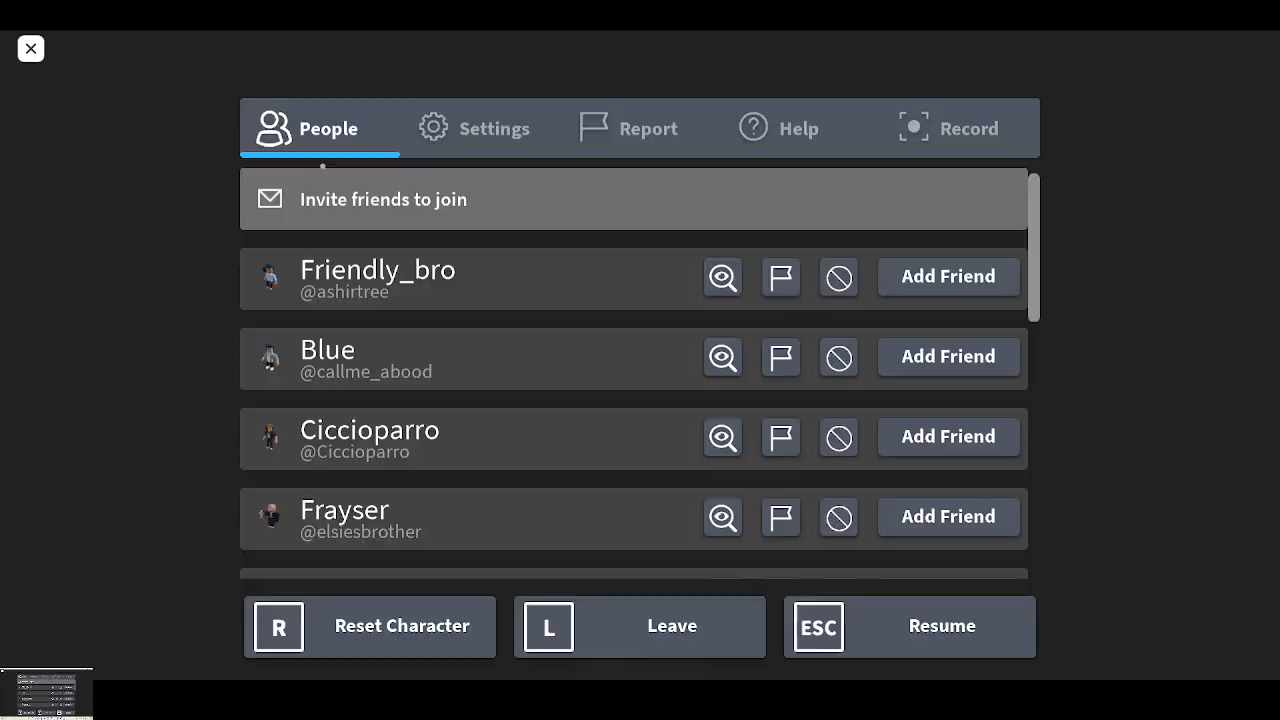 People
Settings
Report
Help
Record
Invite friends to join
Friendly_bro
@ashirtree
Add Friend
Blue
@callme_abood
Add Friend
Ciccioparro
@Ciccioparro
Add Friend
Frayser
@elsiesbrother
Add Friend
R Reset Character
L Leave
ESC Resume